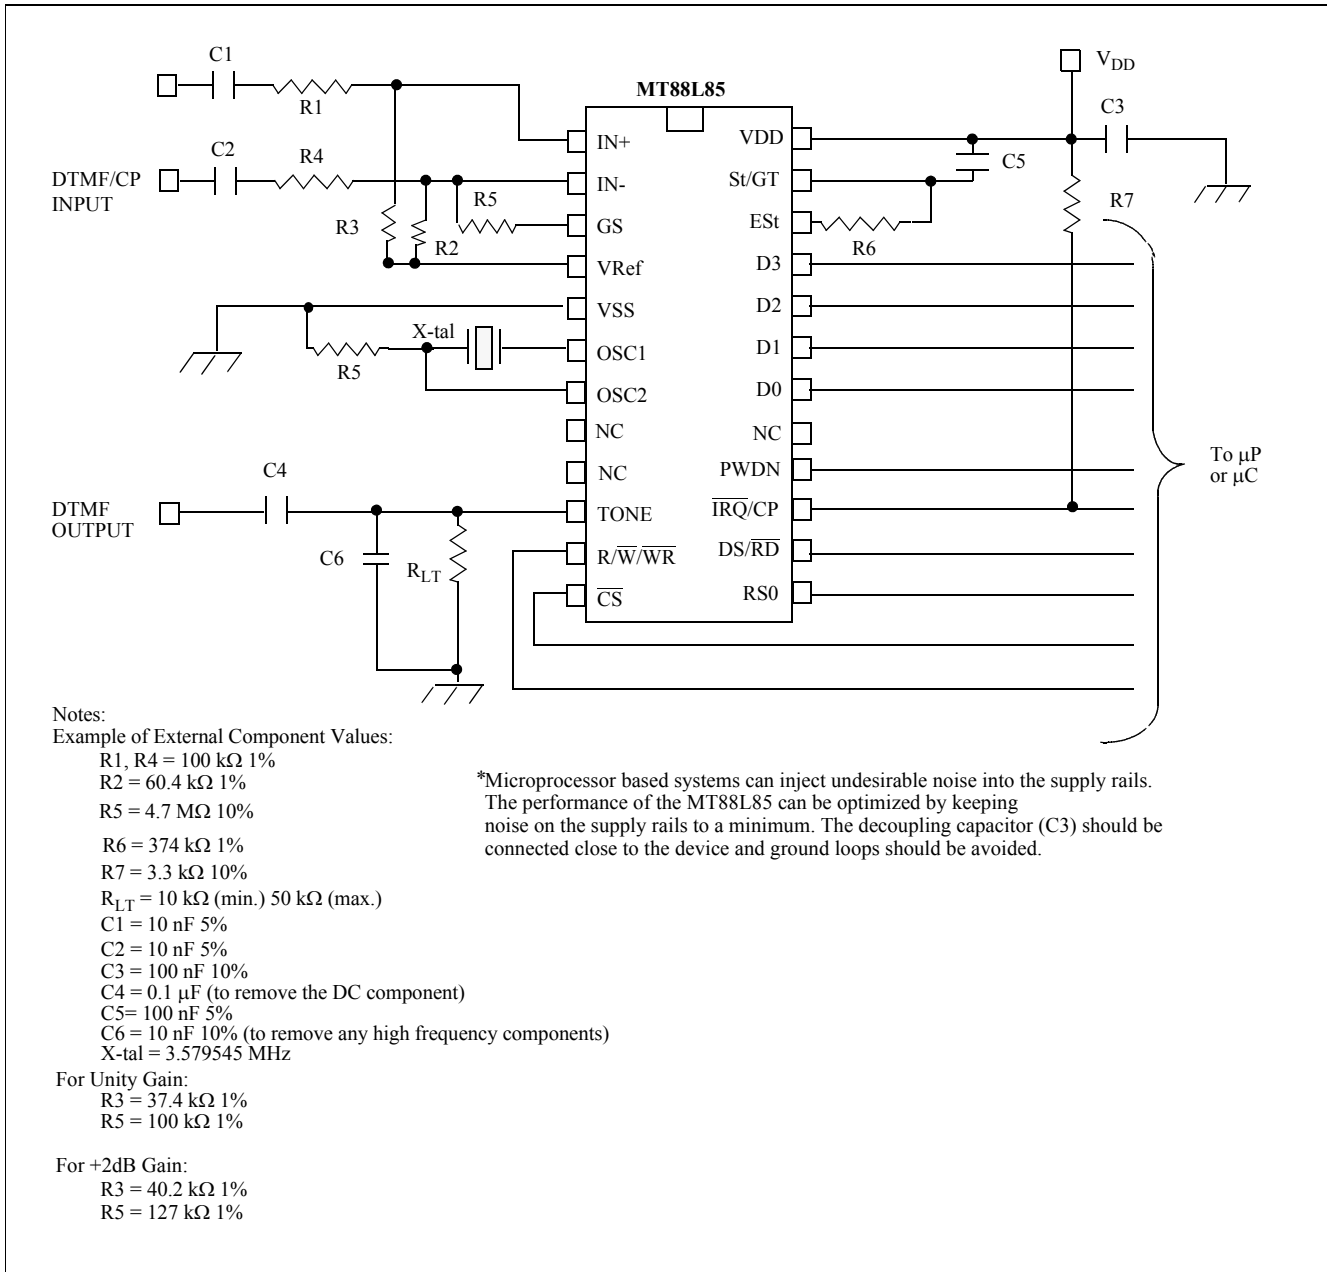 C1
R1
MT88L85
V_DD
C3
IN+
VDD
C2
R4
C5
DTMF/CP
INPUT
IN-
St/GT
R5
R7
R3
R2
GS
ESt
R6
VRef
D3
VSS
D2
X-tal
R5
OSC1
D1
OSC2
D0
NC
NC
To μP
or μC
C4
NC
PWDN
DTMF
OUTPUT
TONE
I̅R̅Q̅/CP
C6
R_LT
R/W̅/W̅R̅
DS/R̅D̅
C̅S̅
RS0
Notes:
Example of External Component Values:
R1, R4 = 100 kΩ 1%
R2 = 60.4 kΩ 1%
R5 = 4.7 MΩ 10%
R6 = 374 kΩ 1%
R7 = 3.3 kΩ 10%
R_LT = 10 kΩ (min.) 50 kΩ (max.)
C1 = 10 nF 5%
C2 = 10 nF 5%
C3 = 100 nF 10%
C4 = 0.1 μF (to remove the DC component)
C5= 100 nF 5%
C6 = 10 nF 10% (to remove any high frequency components)
X-tal = 3.579545 MHz
For Unity Gain:
R3 = 37.4 kΩ 1%
R5 = 100 kΩ 1%
For +2dB Gain:
R3 = 40.2 kΩ 1%
R5 = 127 kΩ 1%
*Microprocessor based systems can inject undesirable noise into the supply rails.
The performance of the MT88L85 can be optimized by keeping
noise on the supply rails to a minimum. The decoupling capacitor (C3) should be
connected close to the device and ground loops should be avoided.